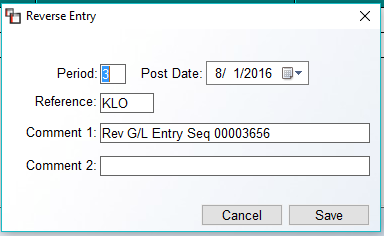 Reverse Entry
Period: 3 Post Date: 8/ 1/2016
Reference: KLO
Comment 1: Rev G/L Entry Seq 00003656
Comment 2:
Cancel Save